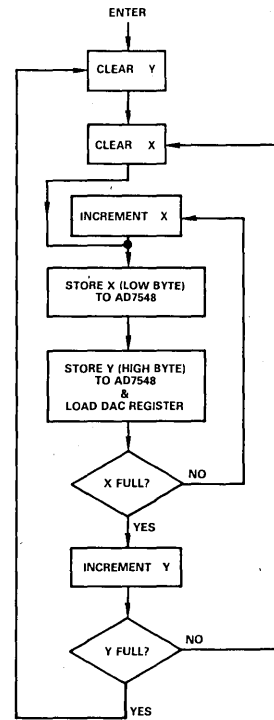 ENTER
CLEAR Y
CLEAR X
INCREMENT X
STORE X (LOW BYTE)
TO AD7548
STORE Y (HIGH BYTE)
TO AD7548
&
LOAD DAC REGISTER
X FULL?
NO
YES
INCREMENT Y
Y FULL?
NO
YES